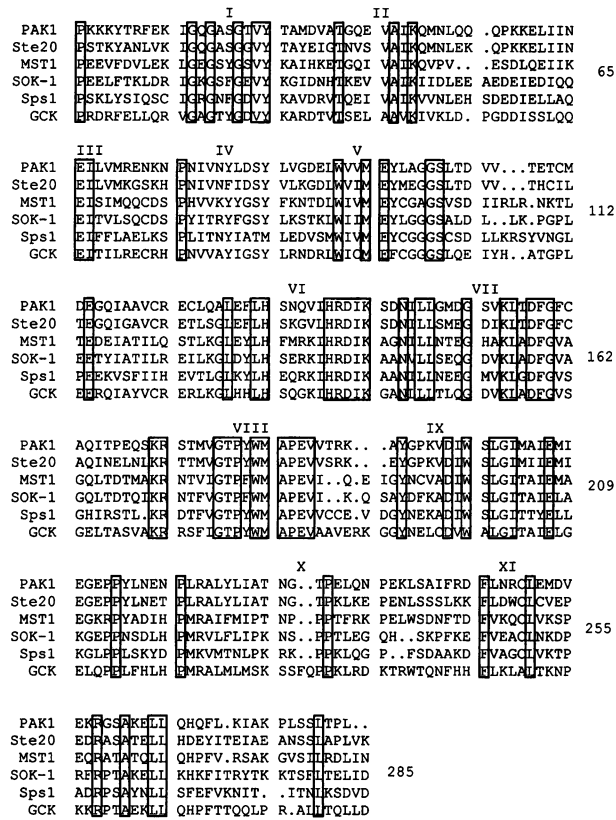 I II
PAK1 PKKKYTRFEK IGQGASGTVY TAMDVATGQE VAIKQMNLQQ .QPKKELIIN
Ste20 PSTKYANLVK IGQGASGGVY TAYEIGTNVS VAIKQMNLEK .QPKKELIIN
MST1 PEEVFDVLEK LGEGSYGSVY KAIHKETGQI VAIKQVPV.. .ESDLQEIIK
SOK-1 PEELFTKLDR IGKGSFGEVY KGIDNHTKEV VAIKIIDLEE AEDEIEDIQQ
Sps1 PSKLYSIQSC IGRGNFGDVY KAVDRVTQEI VAIKVVNLEH SDEDIELLAQ
GCK PRDRFELLQR VGAGTYGDVY KARDTVTSEL AAVKIVKLD. PGDDISSLQQ
65
III IV V
PAK1 EILVMRENKN PNIVNYLDSY LVGDELWVVM EYLAGGSLTD VV...TETCM
Ste20 EILVMKGSKH PNIVNFIDSY VLKGDLWVIM EYMEGGSLTD VV...THCIL
MST1 EISIMQQCDS PHVVKYYGSY FKNTDLWIVM EYCGAGSVSD IIRLR.NKTL
SOK-1 EITVLSQCDS PYITRYFGSY LKSTKLWIIM EYLGGGSALD LL..K.PGPL
Sps1 EIFFLAELKS PLITNYIATM LEDVSMWIVM EYCGGGSCSD LLKRSYVNGL
GCK EITILRECRH PNVVAYIGSY LRNDRLWICM EFCGGGSLQE IYH..ATGPL
112
VI VII
PAK1 DEGQIAAVCR ECLQALEFLH SNQVIHRDIK SDNILLGMDG SVKLTDFGFC
Ste20 TEGQIGAVCR ETLSGLEFLH SKGVLHRDIK SDNILLSMEG DIKLTDFGFC
MST1 TEDEIATILQ STLKGLEYLH FMRKIHRDIK AGNILLNTEG HAKLADFGVA
SOK-1 EETYIATILR EILKGLDYLH SERKIHRDIK AANVLLSEQG DVKLADFGVA
Sps1 PEEKVSFIIH EVTLGLKYLH EQRKIHRDIK AANILLNEEG MVKLGDFGVS
GCK EERQIAYVCR ERLKGLHHLH SQGKIHRDIK GANLLLTLQG DVKLADFGVS
162
VIII IX
PAK1 AQITPEQSKR STMVGTPYWM APEVVTRK.. .AYGPKVDIWS LGIMAIEMI
Ste20 AQINELNLKR TTMVGTPYWM APEVVSRK.. .EYGPKVDIWS LGIMIIEMI
MST1 GQLTDTMAKR NTVIGTPFWM APEVI..Q.. EIGYNCVADIWS LGITAIEMA
SOK-1 GQLTDTQIKR NTFVGTPFWM APEVI..K.Q SAYDFKADIWS LGITAIELA
Sps1 GHIRSTL.KR DTFVGTPYWM APEVVCCE.V DGYNEKADIWS LGITTYELL
GCK GELTASVAKR RSFIGTPYWM APEVAAVERK GGYNELCDVWA LGITAIELG
209
X XI
PAK1 EGEPPYLNEN PLRALYLIAT NG..TPELQN PEKLSAIFRD FLNRCLEMDV
Ste20 EGEPPYLNET PLRALYLIAT NG..TPKLKE PENLSSSLKK FLDWCLCVEP
MST1 EGKRPYADIH PMRAIFMIPT NP..PPTFRK PELWSDNFTD FVKQCLVKSP
SOK-1 KGEPPNSDLH PMRVLFLIPK NS..PPTLEG QH..SKPFKE FVEACLNKDP
Sps1 KGLPPLSKYD PMKVMTNLPK RK..PPKLQG P..FSDAAKD FVAGCLVKTP
GCK ELQPPLFHLH PMRALMLMSK SSFQPPKLRD KTRWTQNFHH FLKLALTKNP
255
PAK1 EKRGSAKELL QHQFL.KIAK PLSSLTPL..
Ste20 EDRASATELL HDEYITEIAE ANSSLAPLVK
MST1 EQRATATQLL QHPFV.RSAK GVSILRDLIN
SOK-1 RFRPTAKELL KHKFITRYTK KTSFLTELID
Sps1 ADRPSAYNLL SFEFVKNIT. .ITNLKSDVD
GCK KKRPTAEKLL QHPFTTQQLP R.ALLTQLLD
285